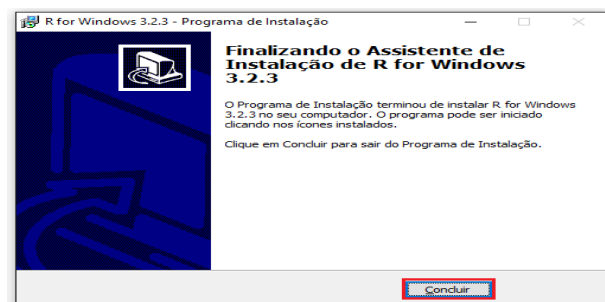 R for Windows 3.2.3 - Programa de Instalação
Finalizando o Assistente de
Instalação de R for Windows
3.2.3
O Programa de Instalação terminou de instalar R for Windows
3.2.3 no seu computador. O programa pode ser iniciado
clicando nos ícones instalados.
Clique em Concluir para sair do Programa de Instalação.
Concluir